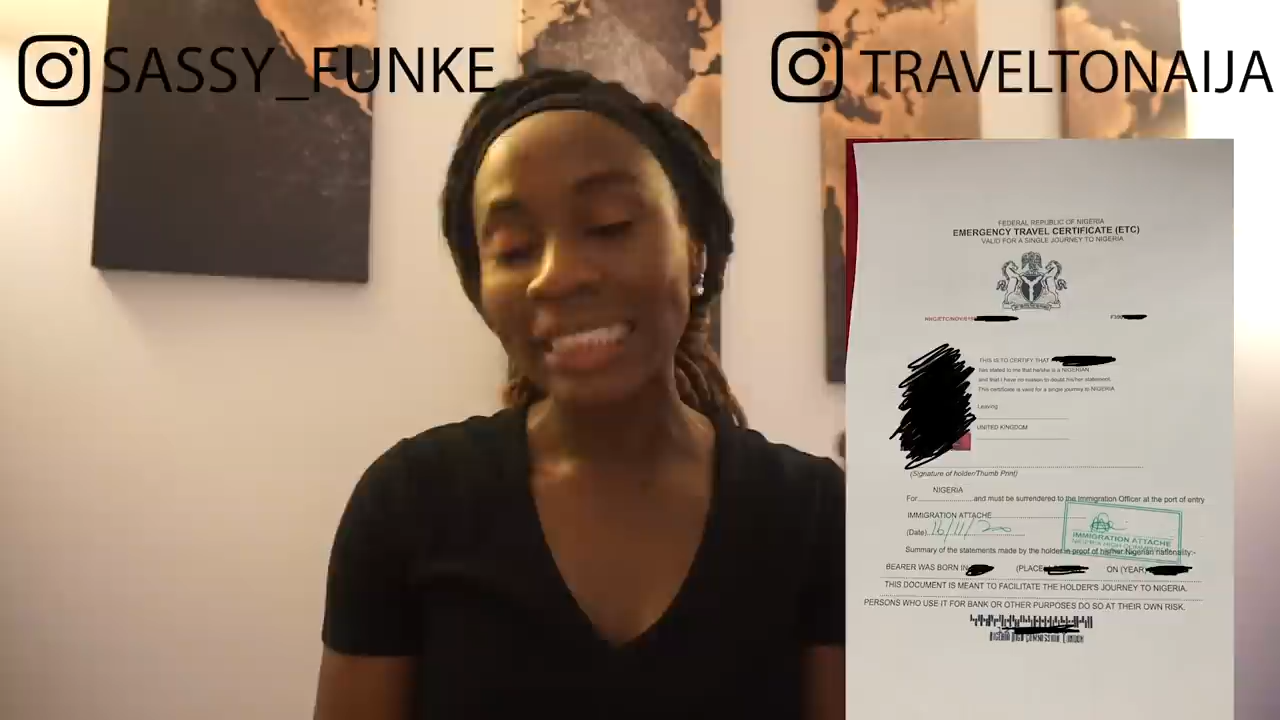 SASSY_FUNKE
TRAVELTONAIJA
FEDERAL REPUBLIC OF NIGERIA
EMERGENCY TRAVEL CERTIFICATE (ETC)
VALID FOR A SINGLE JOURNEY TO NIGERIA
THIS IS TO CERTIFY THAT
has stated to me that he/she is a NIGERIAN
and that I have no reason to doubt his/her statement.
This certificate is valid for a single journey to NIGERIA
Leaving
UNITED KINGDOM
(Signature of holder/Thumb Print)
NIGERIA
For and must be surrendered to the Immigration Officer at the port of entry
IMMIGRATION ATTACHE
(Date) 16/11/
IMMIGRATION ATTACHE
Summary of the statements made by the holder in proof of his/her Nigerian nationality:-
BEARER WAS BORN IN (PLACE ON (YEAR)
THIS DOCUMENT IS MEANT TO FACILITATE THE HOLDER'S JOURNEY TO NIGERIA.
PERSONS WHO USE IT FOR BANK OR OTHER PURPOSES DO SO AT THEIR OWN RISK.